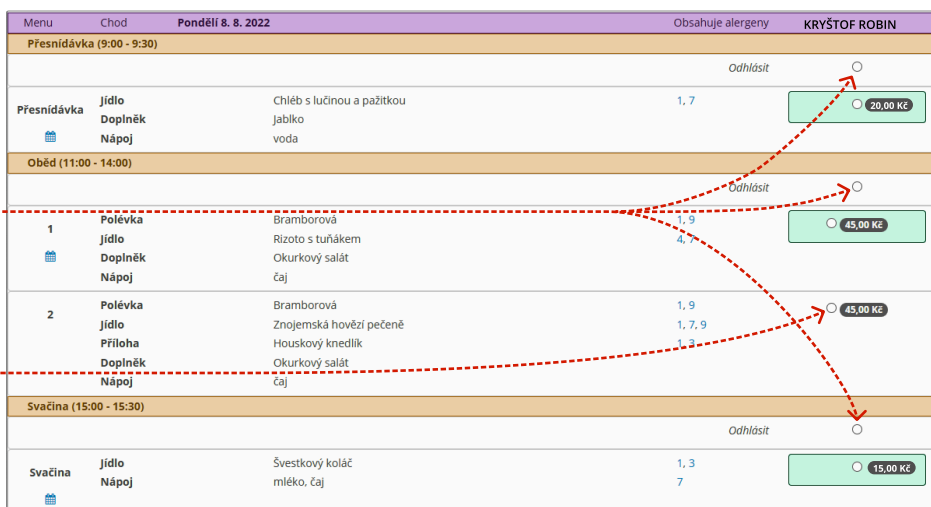 Menu Chod Pondělí 8. 8. 2022 Obsahuje alergeny KRYŠTOF ROBIN
Přesnídávka (9:00 - 9:30)
Odhlásit
Přesnídávka
Jídlo Chléb s lučinou a pažitkou 1, 7 20,00 Kč
Doplněk Jablko
Nápoj voda
Oběd (11:00 - 14:00)
Odhlásit
1
Polévka Bramborová 1, 9 45,00 Kč
Jídlo Rizoto s tuňákem 4, 7
Doplněk Okurkový salát
Nápoj čaj
2
Polévka Bramborová 1, 9 45,00 Kč
Jídlo Znojemská hovězí pečeně 1, 7, 9
Příloha Houskový knedlík 1, 3
Doplněk Okurkový salát
Nápoj čaj
Svačina (15:00 - 15:30)
Odhlásit
Svačina
Jídlo Švestkový koláč 1, 3 15,00 Kč
Nápoj mléko, čaj 7